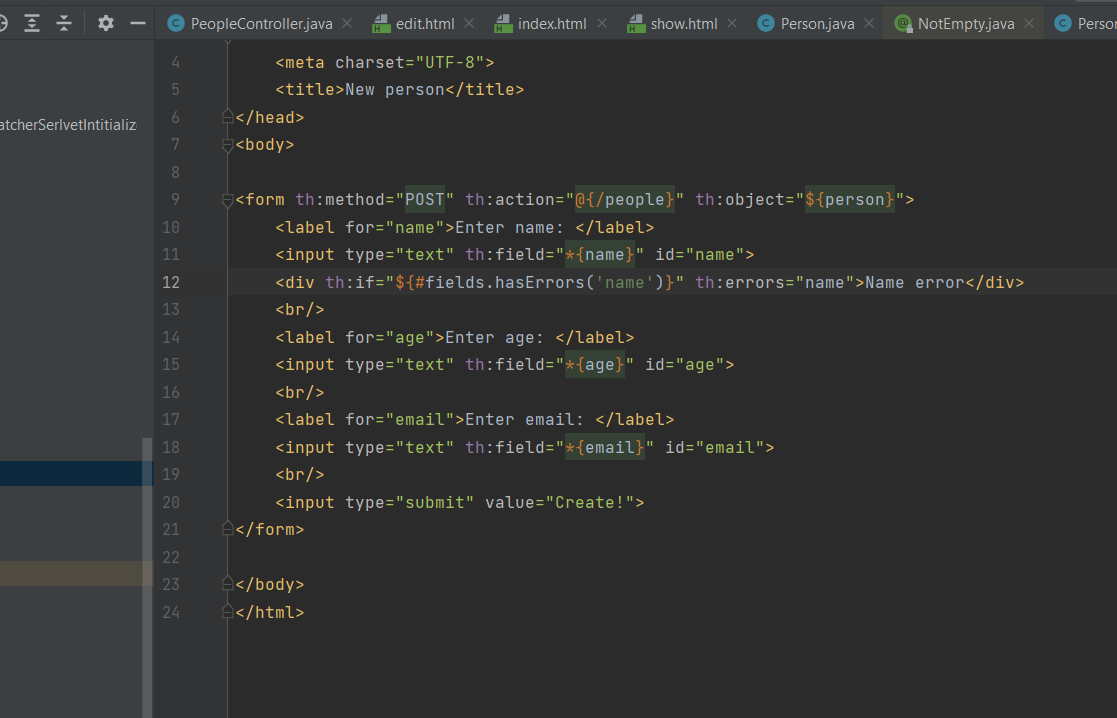 PeopleController.java edit.html index.html show.html Person.java NotEmpty.java Person
atcherSerlvetIntitializ
4 <meta charset="UTF-8">
5 <title>New person</title>
6 </head>
7 <body>
8
9 <form th:method="POST" th:action="@{/people}" th:object="${person}">
10 <label for="name">Enter name: </label>
11 <input type="text" th:field="*{name}" id="name">
12 <div th:if="${#fields.hasErrors('name')}" th:errors="name">Name error</div>
13 <br/>
14 <label for="age">Enter age: </label>
15 <input type="text" th:field="*{age}" id="age">
16 <br/>
17 <label for="email">Enter email: </label>
18 <input type="text" th:field="*{email}" id="email">
19 <br/>
20 <input type="submit" value="Create!">
21 </form>
22
23 </body>
24 </html>